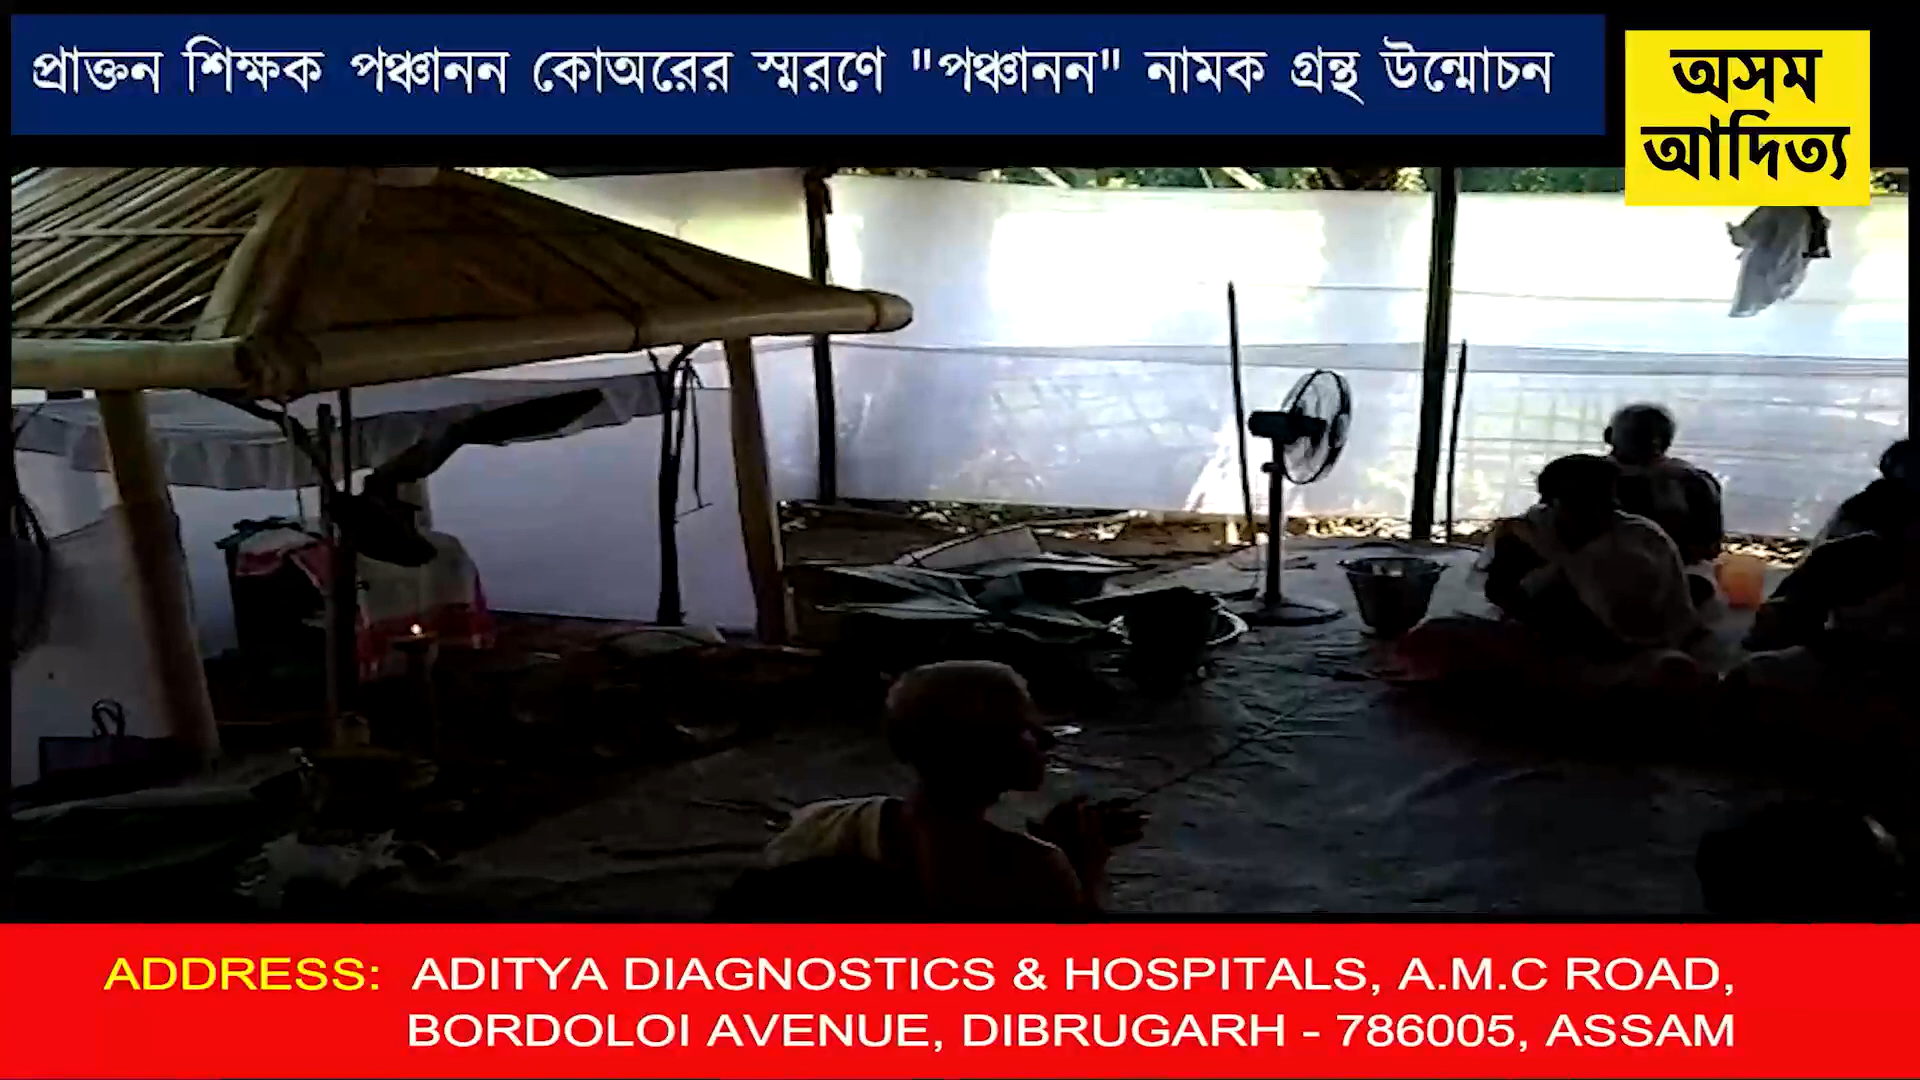 প্ৰাক্তন শিক্ষক পঞ্চানন কোঅৰেৰ স্মৰণে "পঞ্চানন" নামক গ্ৰন্থ উন্মোচন
অসম
আদিত্য
ADDRESS: ADITYA DIAGNOSTICS & HOSPITALS, A.M.C ROAD,
BORDOLOI AVENUE, DIBRUGARH - 786005, ASSAM